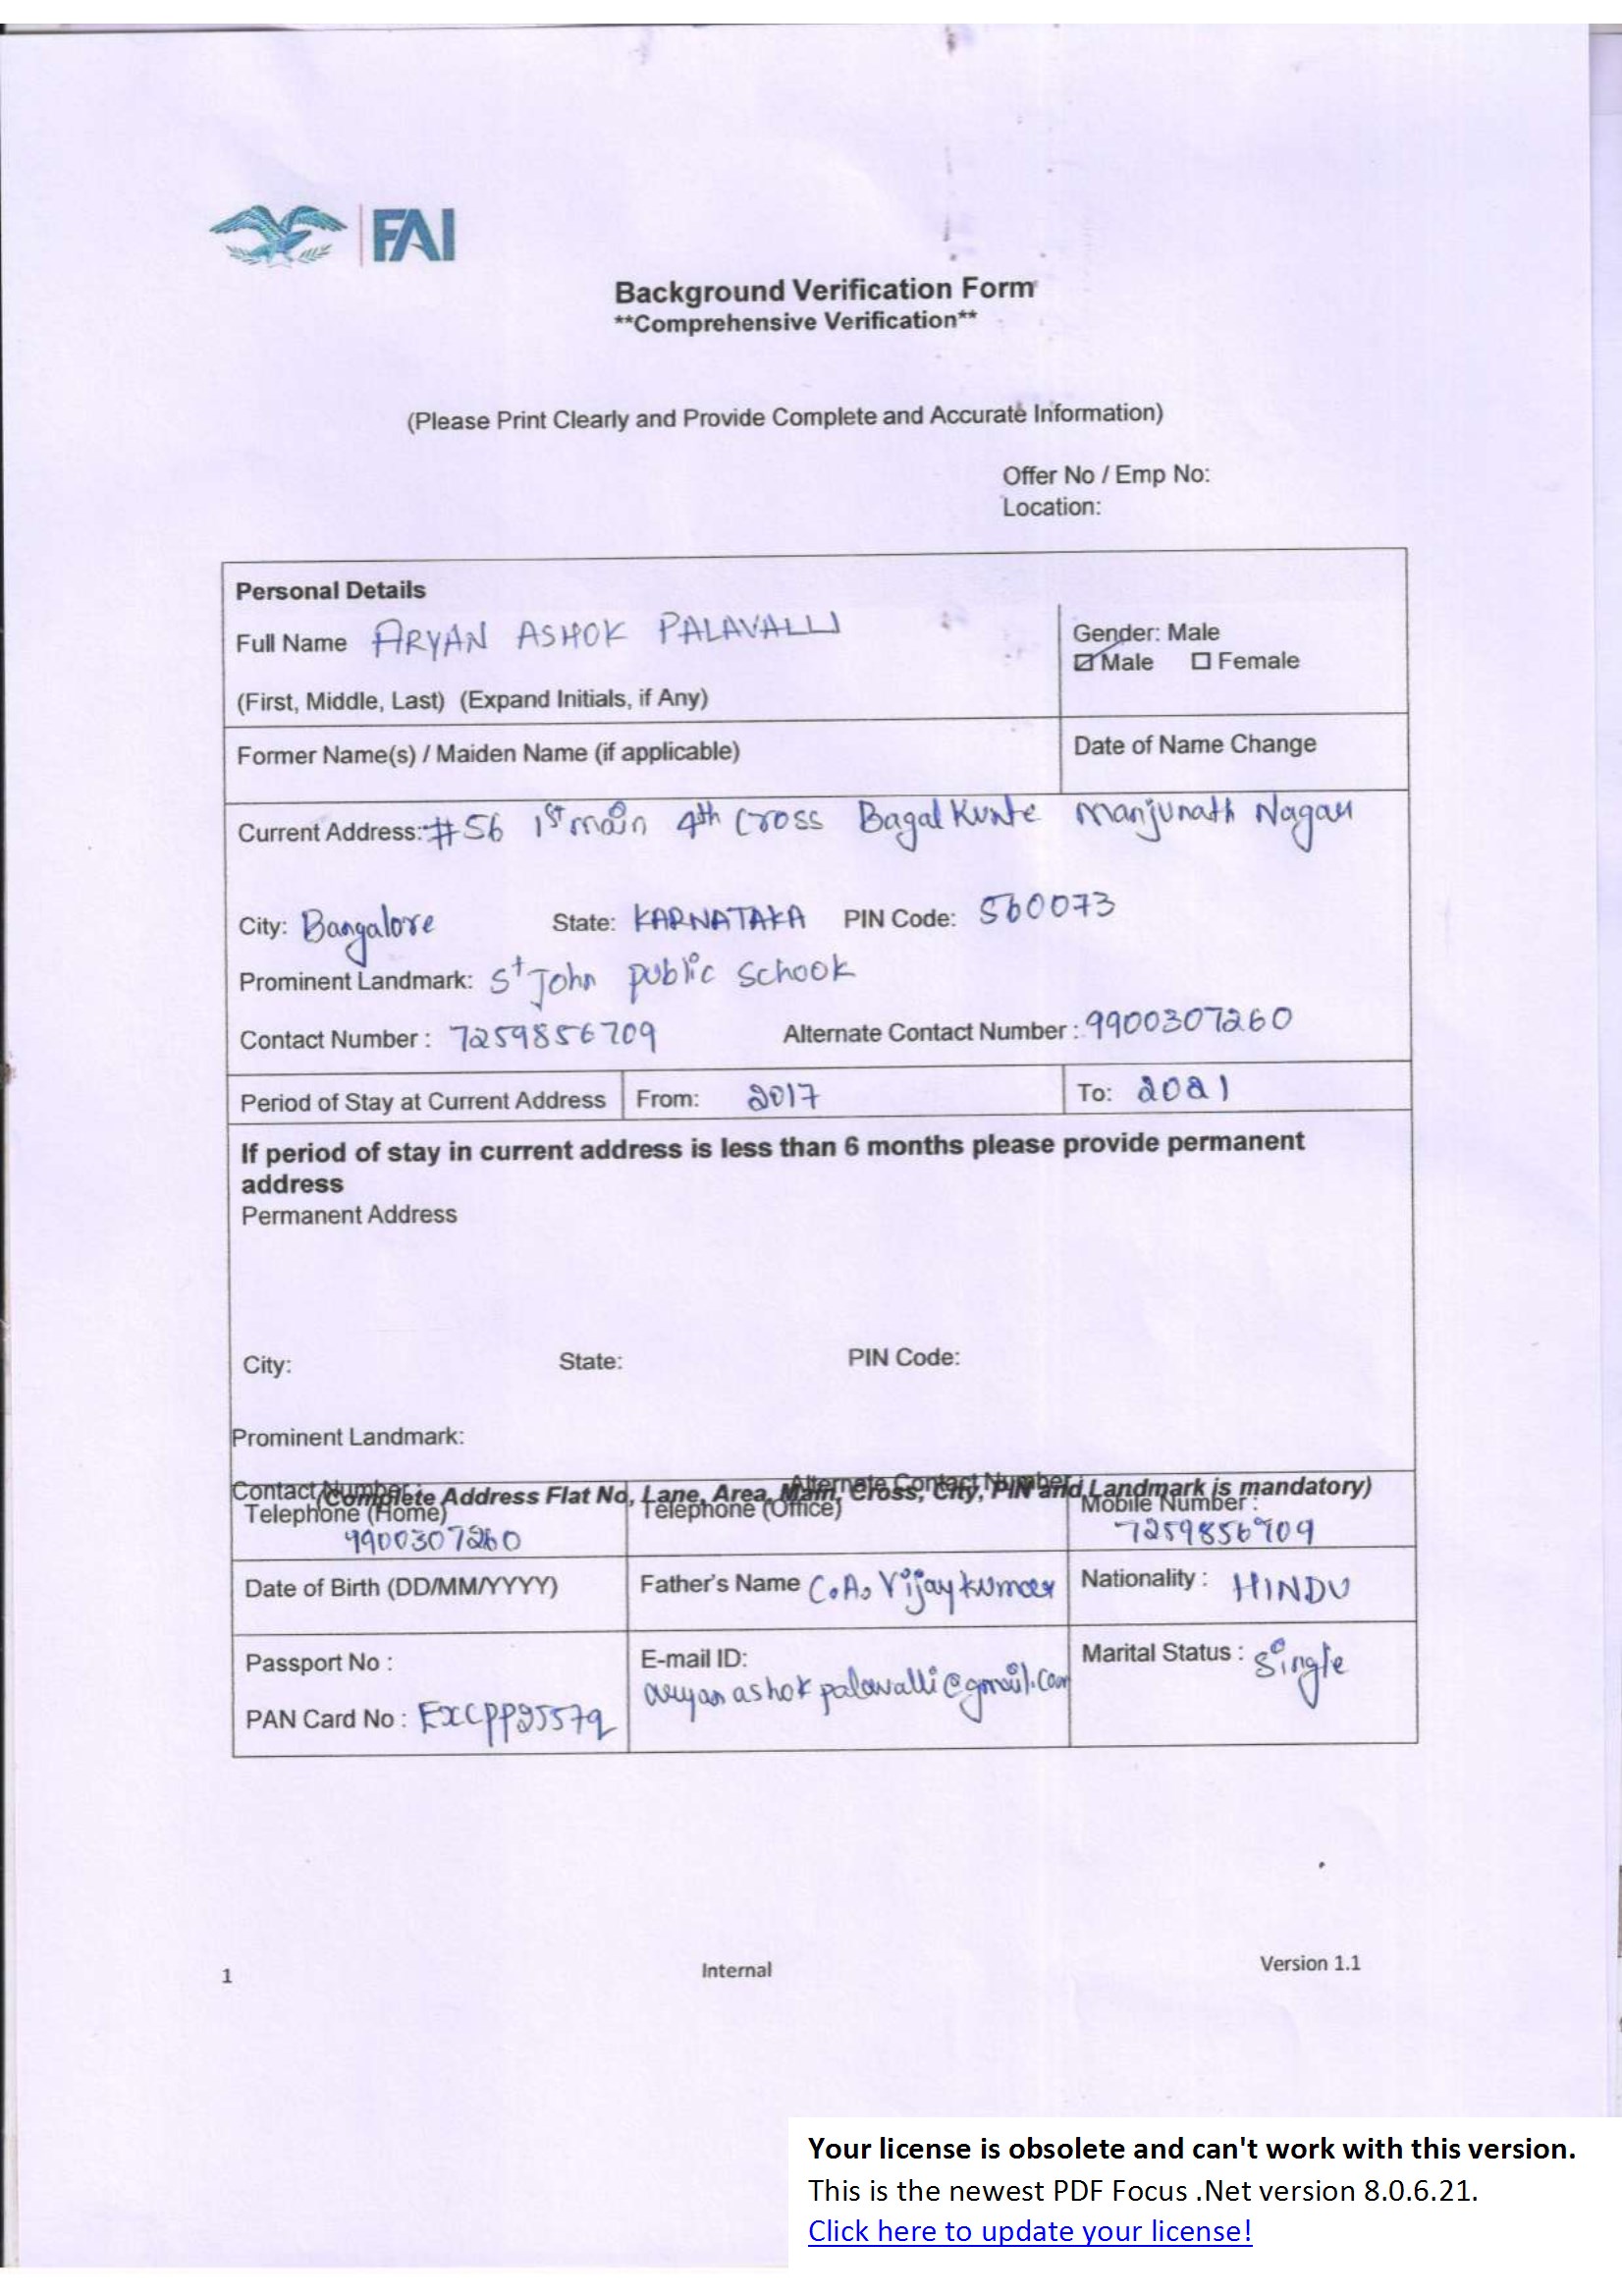 FAI
Background Verification Form
**Comprehensive Verification**
(Please Print Clearly and Provide Complete and Accurate Information)
Offer No / Emp No:
Location:
Personal Details
Full Name ARYAN ASHOK PALAVALLI
Gender: Male
☑ Male ☐ Female
(First, Middle, Last) (Expand Initials, if Any)
Former Name(s) / Maiden Name (if applicable) Date of Name Change
Current Address: #56 1st main 4th Cross BagalKunte Manjunath Nagar
City: Bangalore State: KARNATAKA PIN Code: 560073
Prominent Landmark: St John public schook
Contact Number : 7259856709 Alternate Contact Number : 9900307260
Period of Stay at Current Address From: 2017 To: 2021
If period of stay in current address is less than 6 months please provide permanent
address
Permanent Address
City: State: PIN Code:
Prominent Landmark:
Contact Number : Alternate Contact Number :
(Complete Address Flat No, Lane, Area, Main, Cross, City, PIN and Landmark is mandatory)
Telephone (Home) Telephone (Office) Mobile Number :
9900307260 7259856709
Date of Birth (DD/MM/YYYY) Father's Name C.A. Vijaykumar Nationality : HINDU
Passport No : E-mail ID: Marital Status : Single
aryanashokpalavalli@gmail.com
PAN Card No : EXCPP2557q
1 Internal Version 1.1
Your license is obsolete and can't work with this version.
This is the newest PDF Focus .Net version 8.0.6.21.
Click here to update your license!